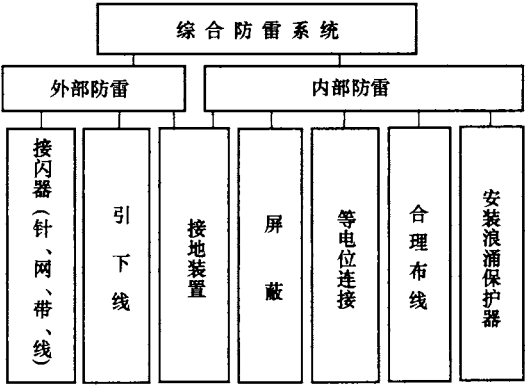 综合防雷系统
外部防雷
内部防雷
接闪器(针、网、带、线)
引下线
接地装置
屏蔽
等电位连接
合理布线
安装浪涌保护器